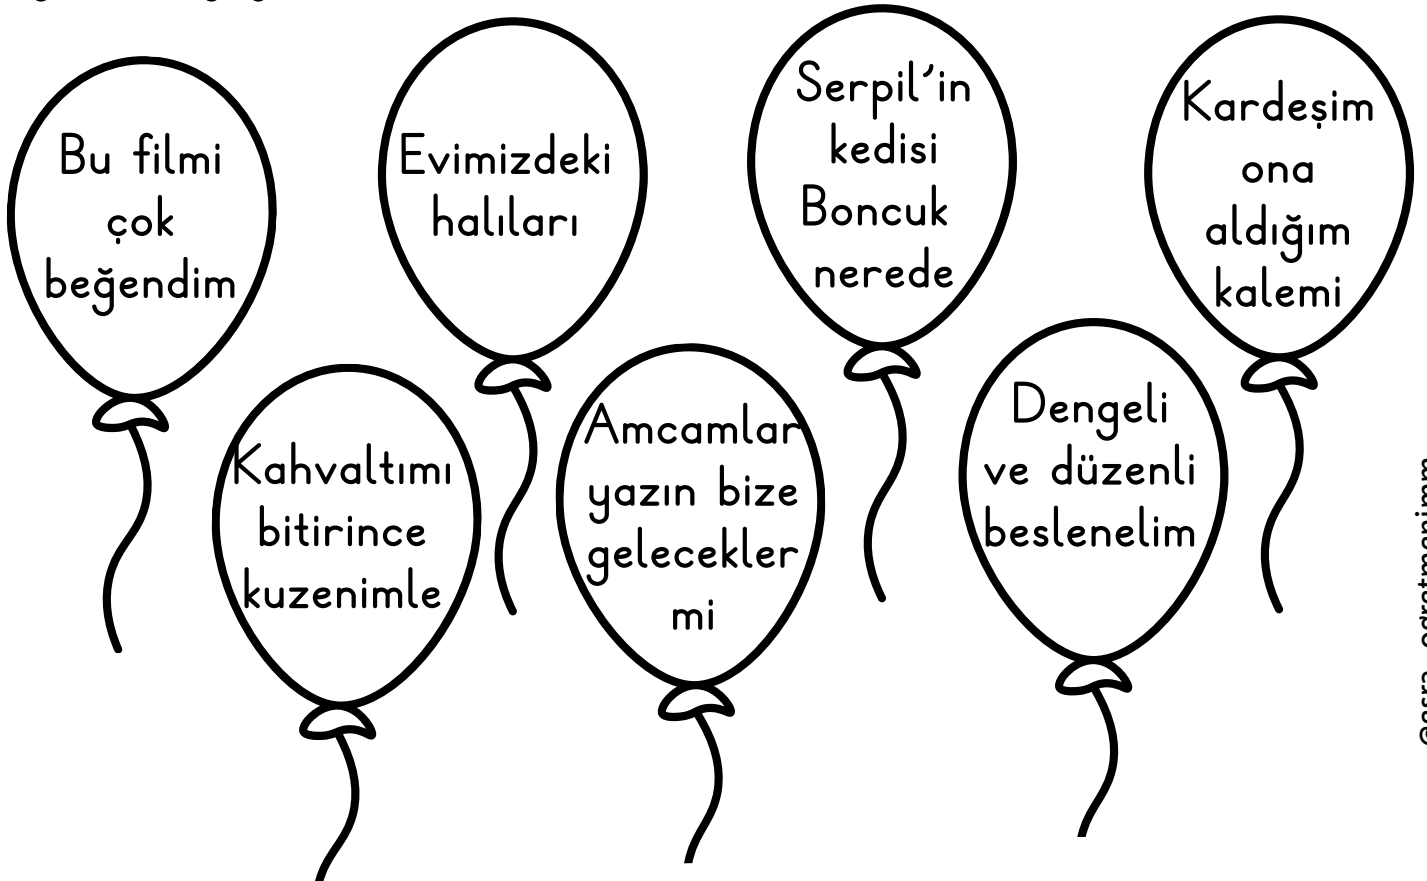 Bu filmi
çok
beğendim
Evimizdeki
halıları
Serpil'in
kedisi
Boncuk
nerede
Kardeşim
ona
aldığım
kalemi
Kahvaltımı
bitirince
kuzenimle
Amcamlar
yazın bize
gelecekler
mi
Dengeli
ve düzenli
beslenelim